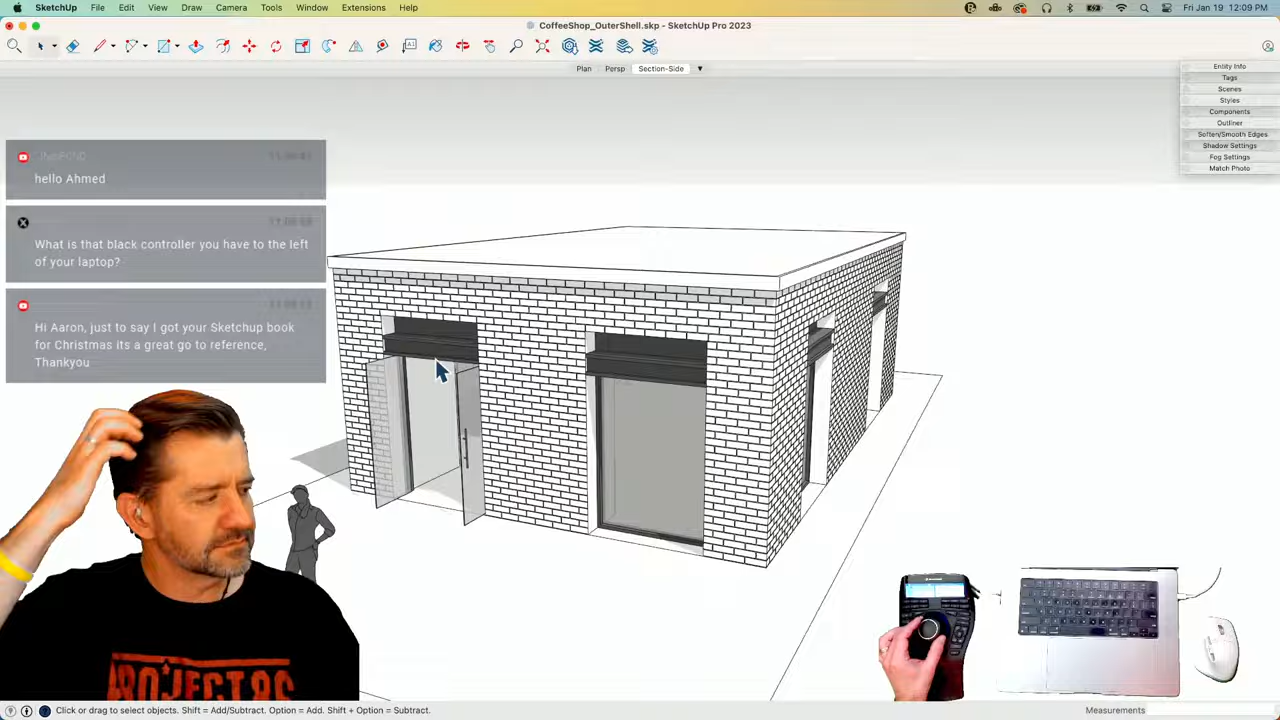 SketchUp File Edit View Draw Camera Tools Window Extensions Help Fri Jan 19 12:09 PM
CoffeeShop_OuterShell.skp - SketchUp Pro 2023
Plan Persp Section-Side
Entity Info
Tags
Scenes
Styles
Components
Outliner
Soften/Smooth Edges
Shadow Settings
Fog Settings
Match Photo
hello Ahmed
What is that black controller you have to the left
of your laptop?
Hi Aaron, just to say I got your Sketchup book
for Christmas its a great go to reference,
Thankyou
Click or drag to select objects. Shift = Add/Subtract. Option = Add. Shift + Option = Subtract.
Measurements